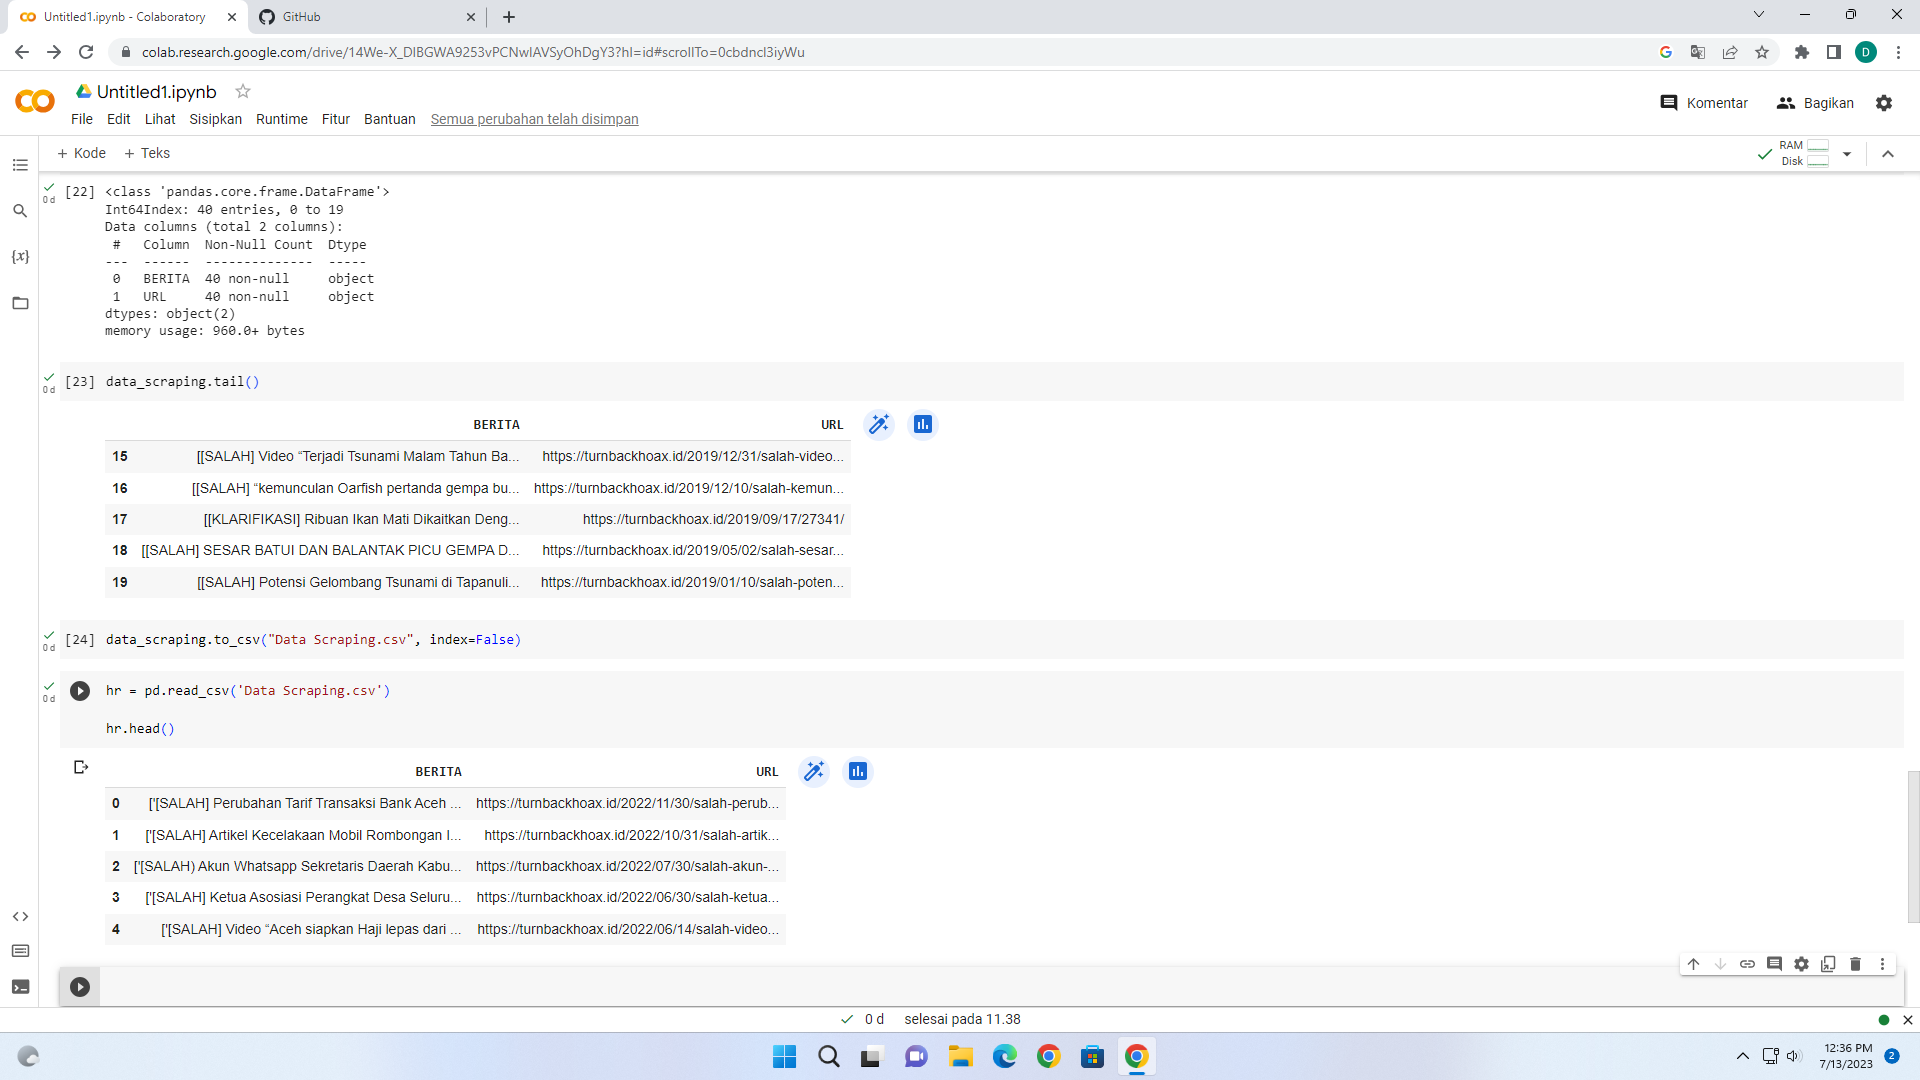 Untitled1.ipynb - Colaboratory
GitHub
colab.research.google.com/drive/14We-X_DIBGWA9253vPCNwIAVSyOhDgY3?hl=id#scrollTo=0cbdncl3iyWu
D
Untitled1.ipynb
Komentar
Bagikan
File Edit Lihat Sisipkan Runtime Fitur Bantuan Semua perubahan telah disimpan
+ Kode + Teks
RAM
Disk
{x}
0 d
[22] <class 'pandas.core.frame.DataFrame'>
Int64Index: 40 entries, 0 to 19
Data columns (total 2 columns):
# Column Non-Null Count Dtype
--- ------ -------------- -----
0 BERITA 40 non-null object
1 URL 40 non-null object
dtypes: object(2)
memory usage: 960.0+ bytes
0 d
[23] data_scraping.tail()
BERITA URL
15 [[SALAH] Video “Terjadi Tsunami Malam Tahun Ba... https://turnbackhoax.id/2019/12/31/salah-video...
16 [[SALAH] “kemunculan Oarfish pertanda gempa bu... https://turnbackhoax.id/2019/12/10/salah-kemun...
17 [[KLARIFIKASI] Ribuan Ikan Mati Dikaitkan Deng... https://turnbackhoax.id/2019/09/17/27341/
18 [[SALAH] SESAR BATUI DAN BALANTAK PICU GEMPA D... https://turnbackhoax.id/2019/05/02/salah-sesar...
19 [[SALAH] Potensi Gelombang Tsunami di Tapanuli... https://turnbackhoax.id/2019/01/10/salah-poten...
0 d
[24] data_scraping.to_csv("Data Scraping.csv", index=False)
0 d
hr = pd.read_csv('Data Scraping.csv')
hr.head()
BERITA URL
0 ['[SALAH] Perubahan Tarif Transaksi Bank Aceh ... https://turnbackhoax.id/2022/11/30/salah-perub...
1 ['[SALAH] Artikel Kecelakaan Mobil Rombongan I... https://turnbackhoax.id/2022/10/31/salah-artik...
2 ['[SALAH) Akun Whatsapp Sekretaris Daerah Kabu... https://turnbackhoax.id/2022/07/30/salah-akun-...
3 ['[SALAH] Ketua Asosiasi Perangkat Desa Seluru... https://turnbackhoax.id/2022/06/30/salah-ketua...
4 ['[SALAH] Video “Aceh siapkan Haji lepas dari ... https://turnbackhoax.id/2022/06/14/salah-video...
0 d selesai pada 11.38
12:36 PM
7/13/2023
2